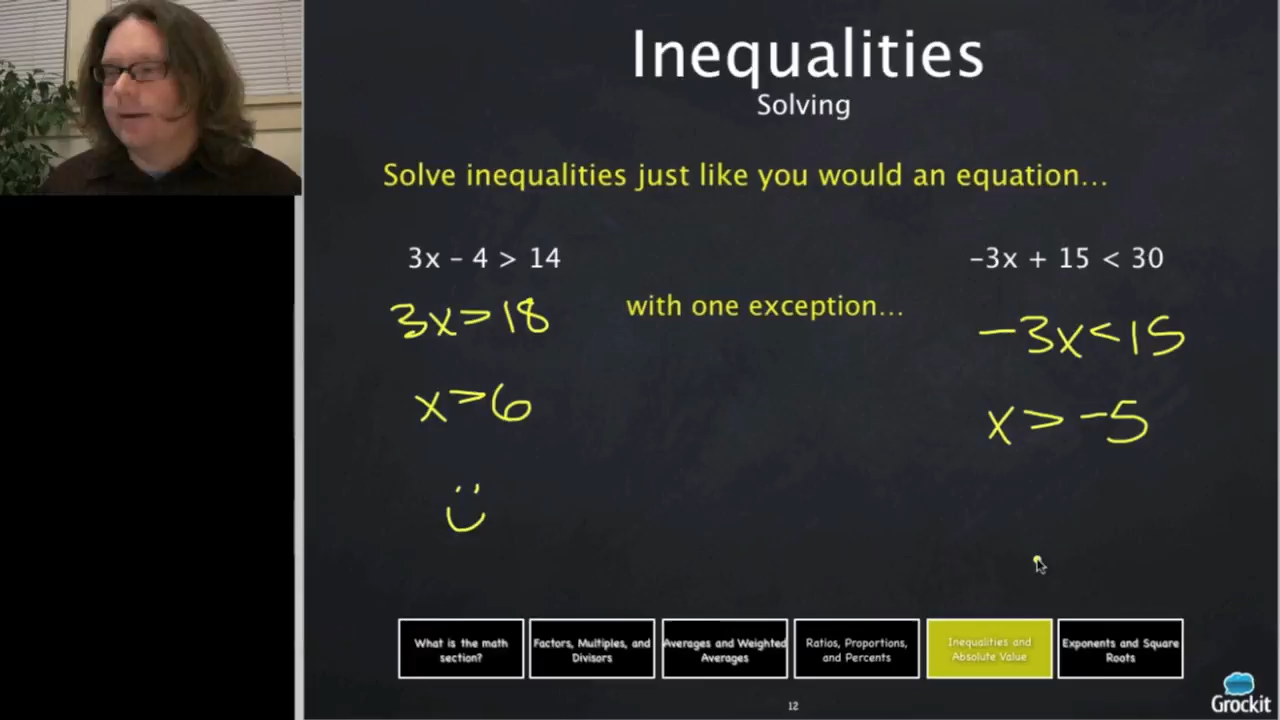 Inequalities
Solving
Solve inequalities just like you would an equation...
3x - 4 > 14
-3x + 15 < 30
with one exception...
3x > 18
-3x < 15
x > 6
x > -5
What is the math
section?
Factors, Multiples, and
Divisors
Averages and Weighted
Averages
Ratios, Proportions,
and Percents
Inequalities and
Absolute Value
Exponents and Square
Roots
12
Grockit